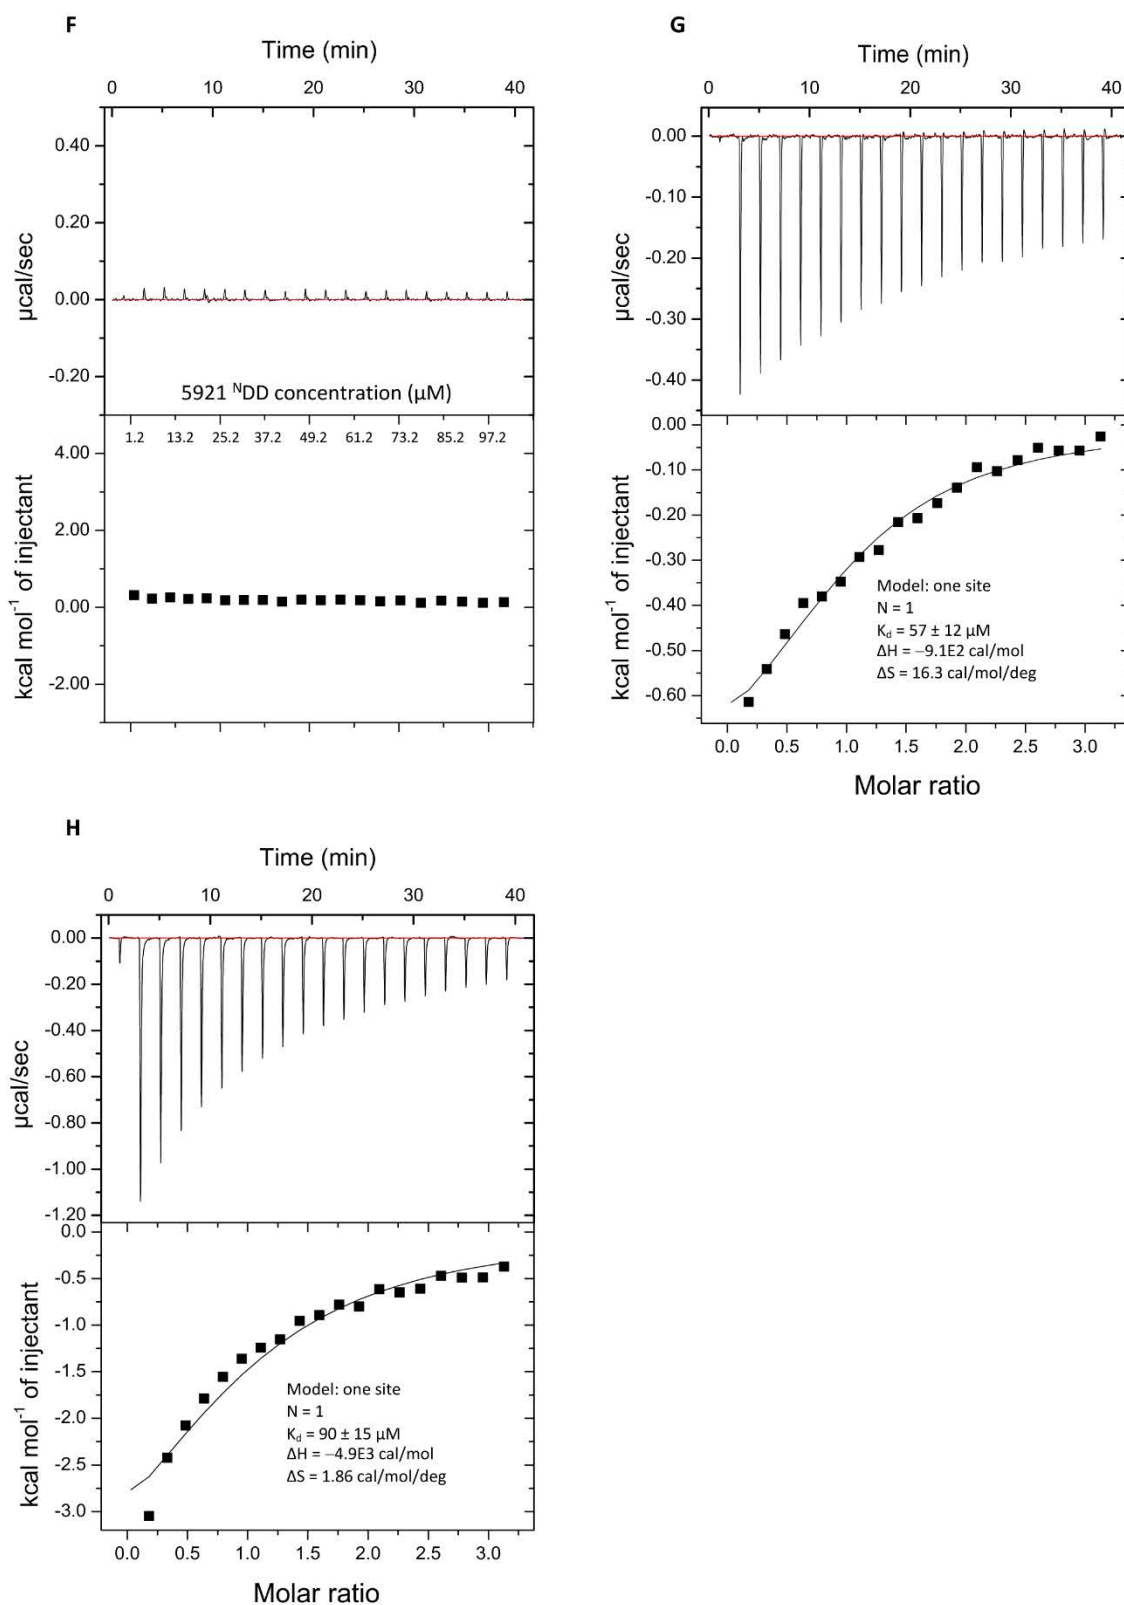 F
Time (min)
0 10 20 30 40
0.40
0.20
0.00
-0.20
µcal/sec
5921 ᴺDD concentration (µM)
1.2 13.2 25.2 37.2 49.2 61.2 73.2 85.2 97.2
4.00
2.00
0.00
-2.00
kcal mol⁻¹ of injectant
G
Time (min)
0 10 20 30 40
0.00
-0.10
-0.20
-0.30
-0.40
µcal/sec
0.00
-0.10
-0.20
-0.30
-0.40
-0.50
-0.60
kcal mol⁻¹ of injectant
Model: one site
N = 1
K_d = 57 ± 12 µM
ΔH = −9.1E2 cal/mol
ΔS = 16.3 cal/mol/deg
0.0 0.5 1.0 1.5 2.0 2.5 3.0
Molar ratio
H
Time (min)
0 10 20 30 40
0.00
-0.20
-0.40
-0.60
-0.80
-1.00
-1.20
µcal/sec
0.0
-0.5
-1.0
-1.5
-2.0
-2.5
-3.0
kcal mol⁻¹ of injectant
Model: one site
N = 1
K_d = 90 ± 15 µM
ΔH = −4.9E3 cal/mol
ΔS = 1.86 cal/mol/deg
0.0 0.5 1.0 1.5 2.0 2.5 3.0
Molar ratio